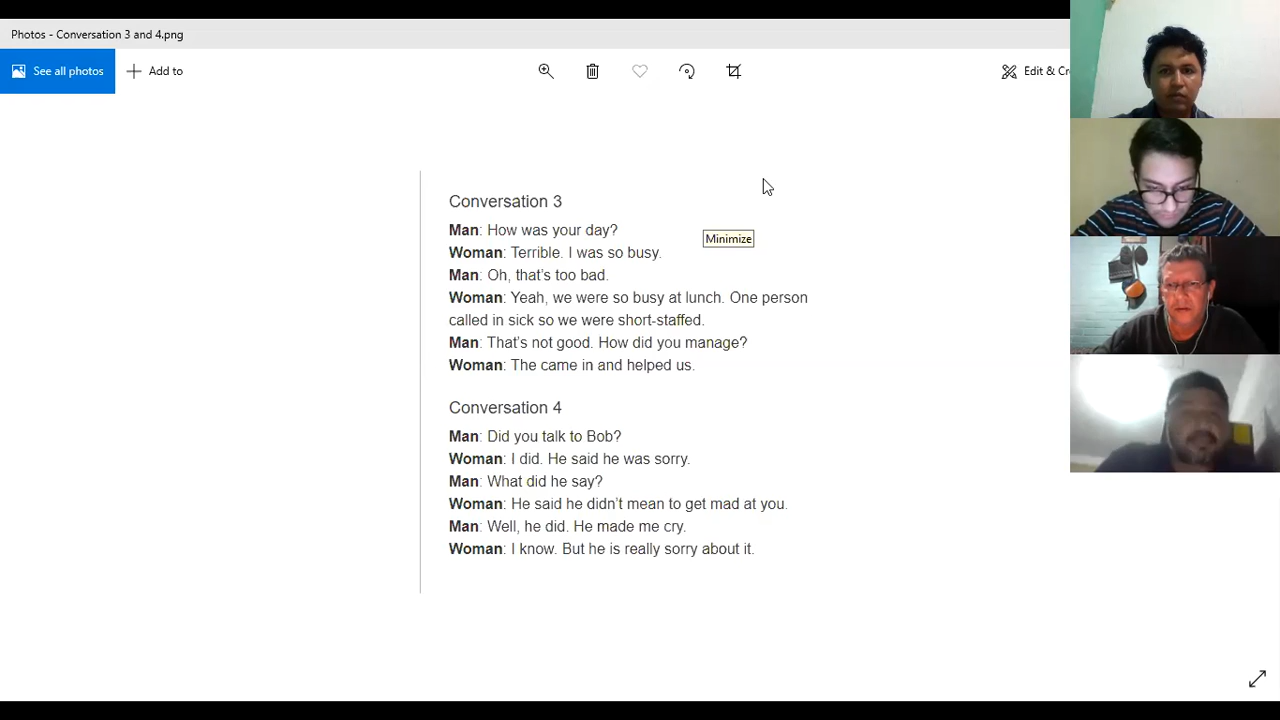 Photos - Conversation 3 and 4.png
See all photos
Add to
Edit & Cr
Conversation 3
Man: How was your day?
Minimize
Woman: Terrible. I was so busy.
Man: Oh, that's too bad.
Woman: Yeah, we were so busy at lunch. One person
called in sick so we were short-staffed.
Man: That's not good. How did you manage?
Woman: The came in and helped us.
Conversation 4
Man: Did you talk to Bob?
Woman: I did. He said he was sorry.
Man: What did he say?
Woman: He said he didn't mean to get mad at you.
Man: Well, he did. He made me cry.
Woman: I know. But he is really sorry about it.